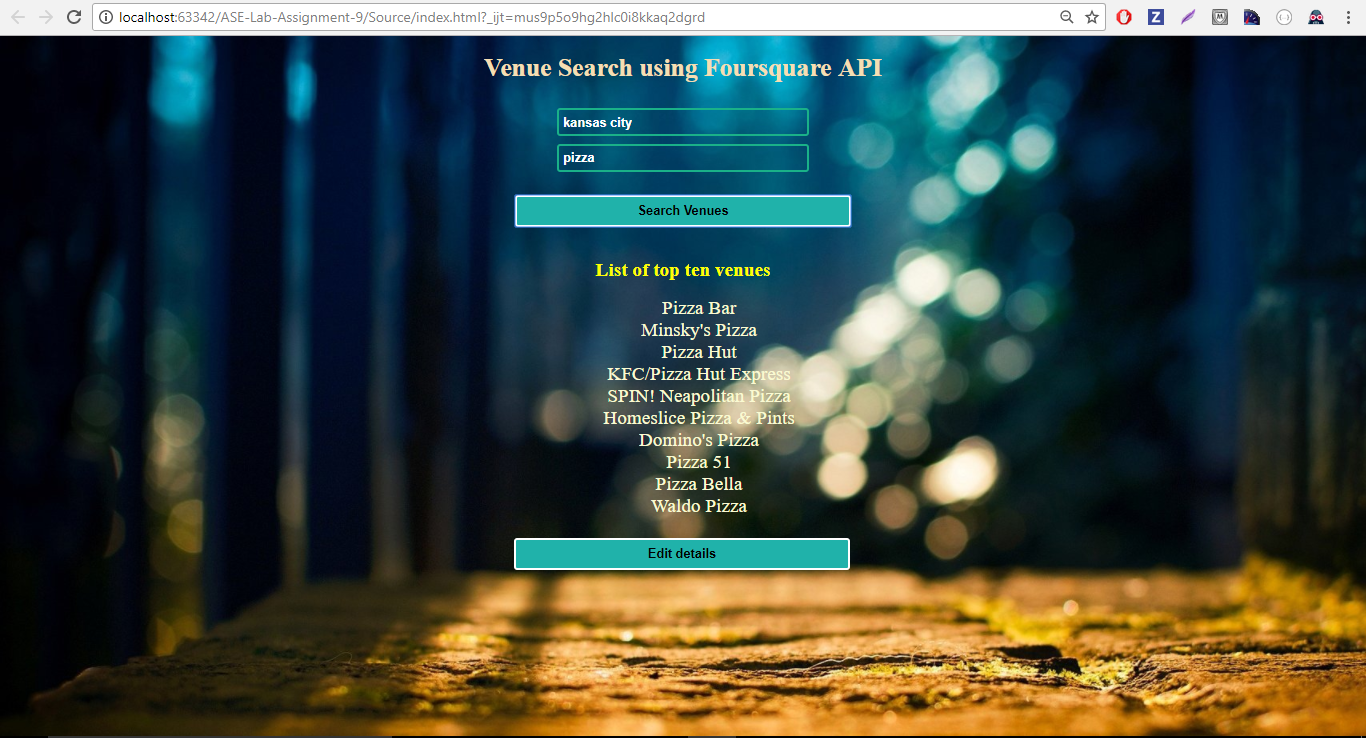 localhost:63342/ASE-Lab-Assignment-9/Source/index.html?_ijt=mus9p5o9hg2hlc0i8kkaq2dgrd
Venue Search using Foursquare API
kansas city
pizza
Search Venues
List of top ten venues
Pizza Bar
Minsky's Pizza
Pizza Hut
KFC/Pizza Hut Express
SPIN! Neapolitan Pizza
Homeslice Pizza & Pints
Domino's Pizza
Pizza 51
Pizza Bella
Waldo Pizza
Edit details